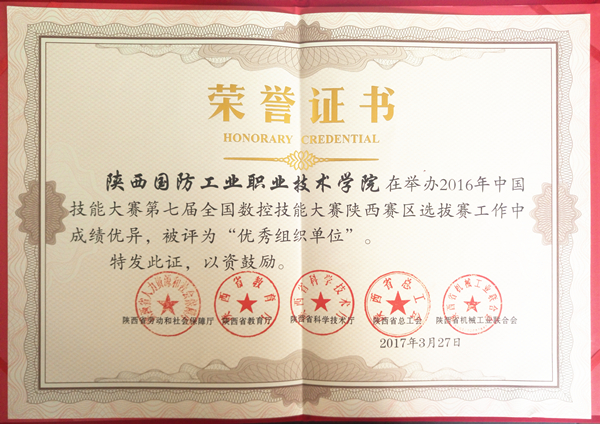 荣誉证书
HONORARY CREDENTIAL
陕西国防工业职业技术学院 在举办2016年中国
技能大赛第七届全国数控技能大赛陕西赛区选拔赛工作中
成绩优异，被评为“优秀组织单位”。
特发此证，以资鼓励。
陕西省劳动和社会保障厅 陕西省教育厅 陕西省科学技术厅 陕西省总工会 陕西省机械工业联合会
2017年3月27日